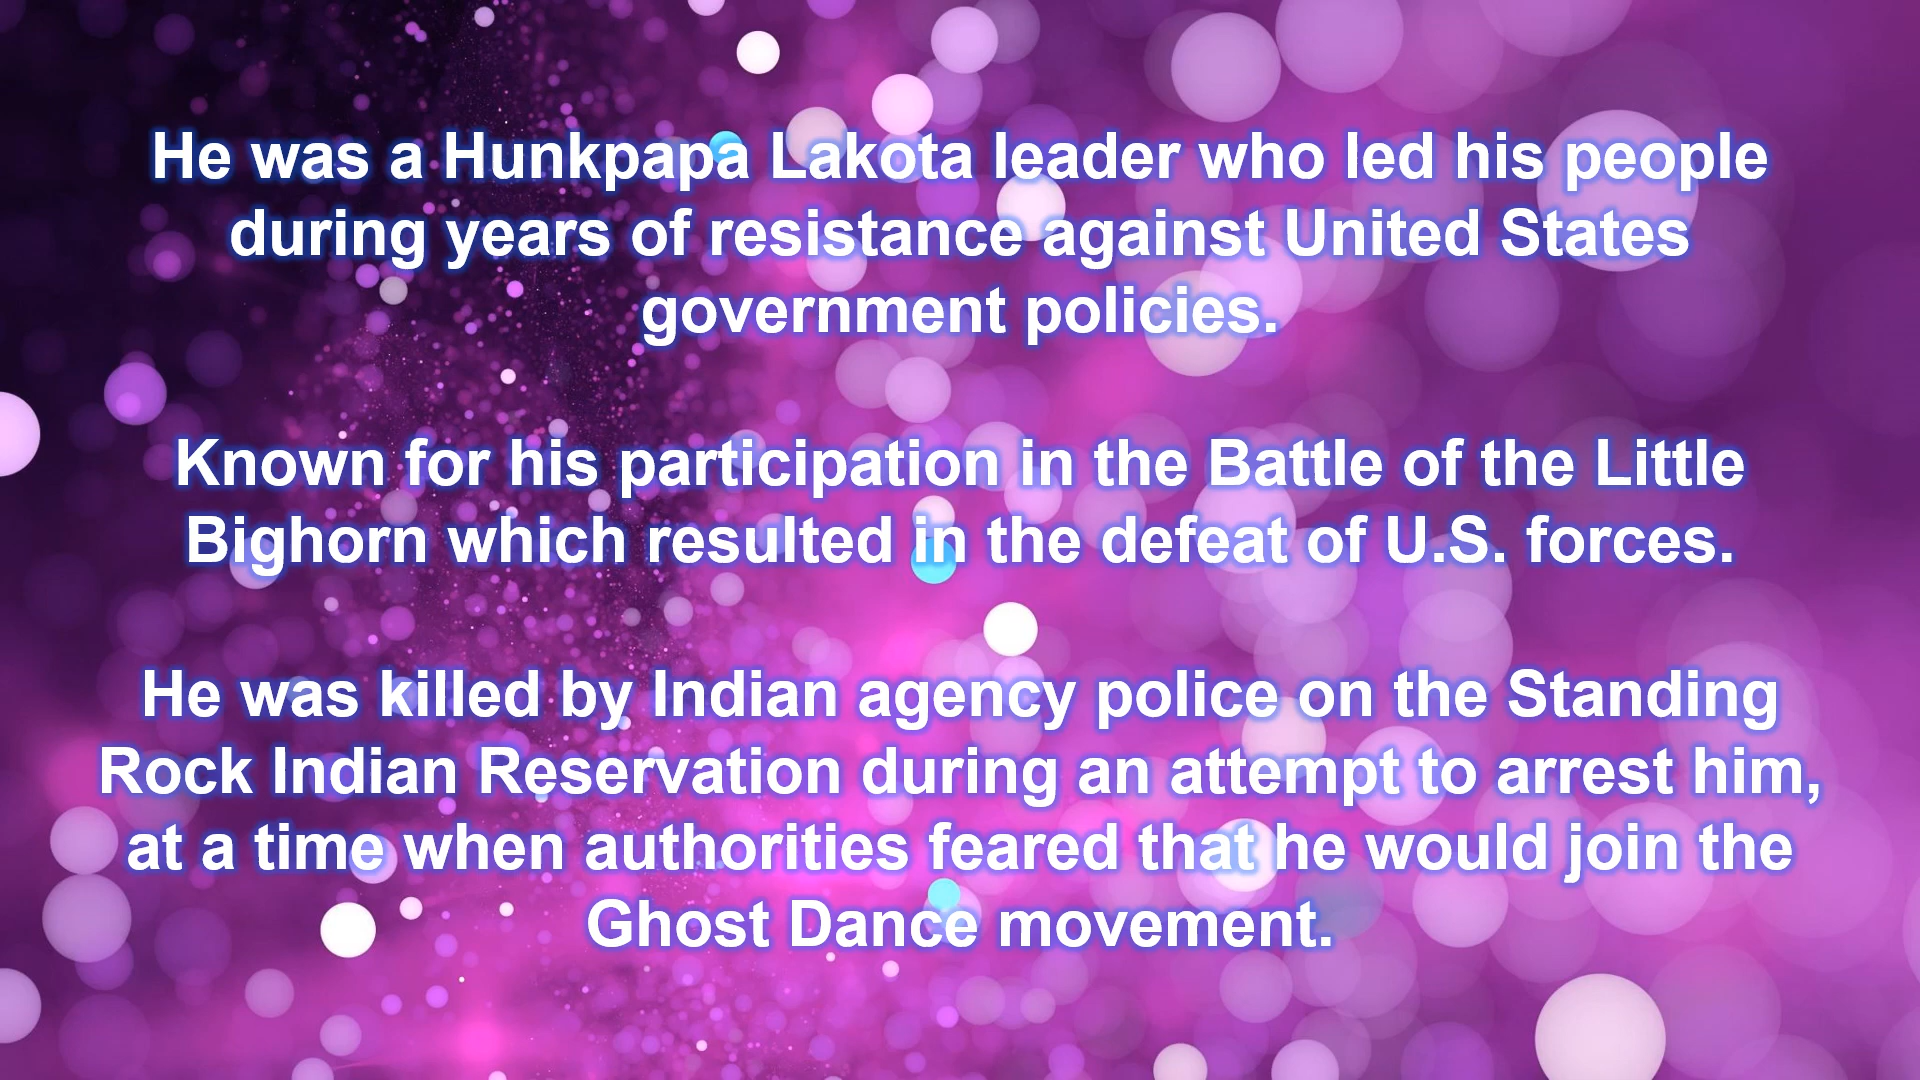 He was a Hunkpapa Lakota leader who led his people
during years of resistance against United States
government policies.
Known for his participation in the Battle of the Little
Bighorn which resulted in the defeat of U.S. forces.
He was killed by Indian agency police on the Standing
Rock Indian Reservation during an attempt to arrest him,
at a time when authorities feared that he would join the
Ghost Dance movement.